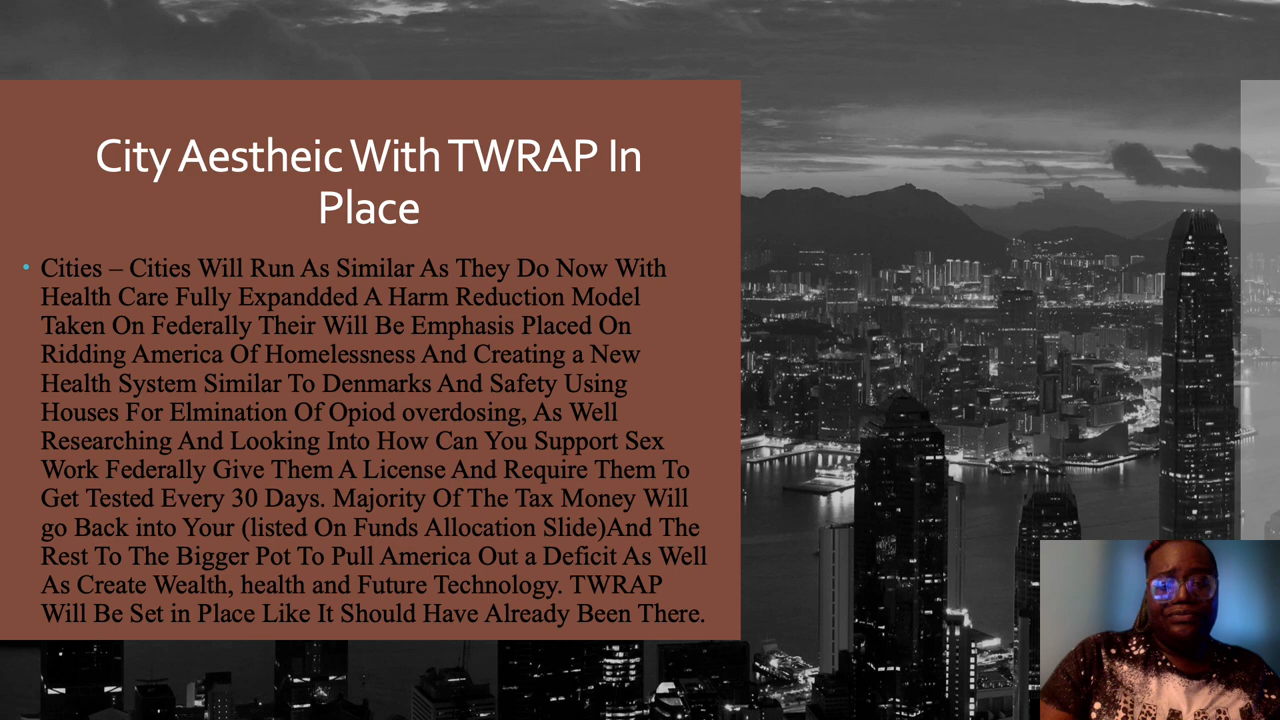 City Aestheic With TWRAP In
Place
• Cities – Cities Will Run As Similar As They Do Now With
Health Care Fully Expandded A Harm Reduction Model
Taken On Federally Their Will Be Emphasis Placed On
Ridding America Of Homelessness And Creating a New
Health System Similar To Denmarks And Safety Using
Houses For Elmination Of Opiod overdosing, As Well
Researching And Looking Into How Can You Support Sex
Work Federally Give Them A License And Require Them To
Get Tested Every 30 Days. Majority Of The Tax Money Will
go Back into Your (listed On Funds Allocation Slide)And The
Rest To The Bigger Pot To Pull America Out a Deficit As Well
As Create Wealth, health and Future Technology. TWRAP
Will Be Set in Place Like It Should Have Already Been There.